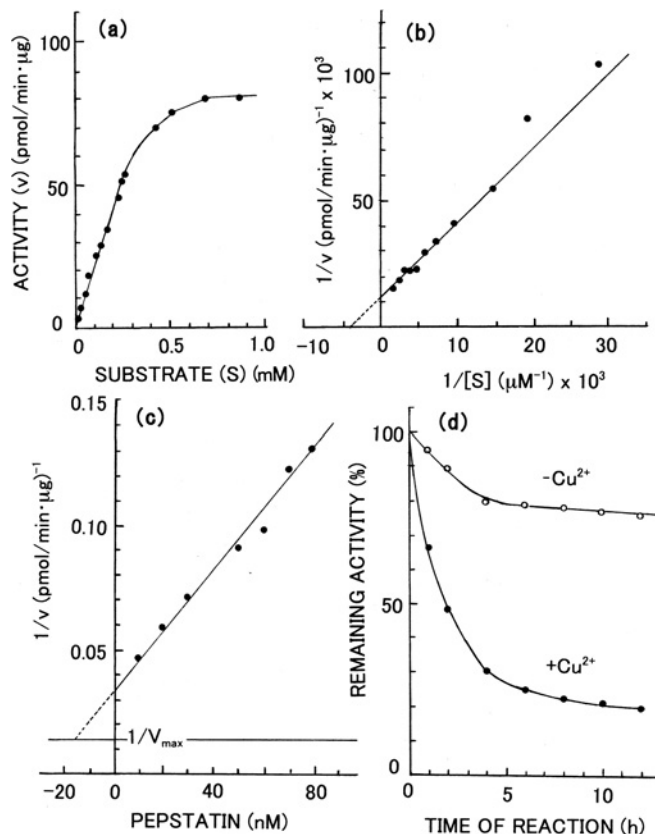 (a)
ACTIVITY (v) (pmol/min·μg)
100
50
0
0 0.5 1.0
SUBSTRATE (S) (mM)
(b)
1/v (pmol/min·μg)⁻¹ x 10³
100
50
−10 0 10 20 30
1/[S] (μM⁻¹) x 10³
(c)
1/v (pmol/min·μg)⁻¹
0.15
0.10
0.05
0
1/Vmax
-20 0 40 80
PEPSTATIN (nM)
(d)
REMAINING ACTIVITY (%)
100
50
0
−Cu²⁺
+Cu²⁺
0 5 10
TIME OF REACTION (h)